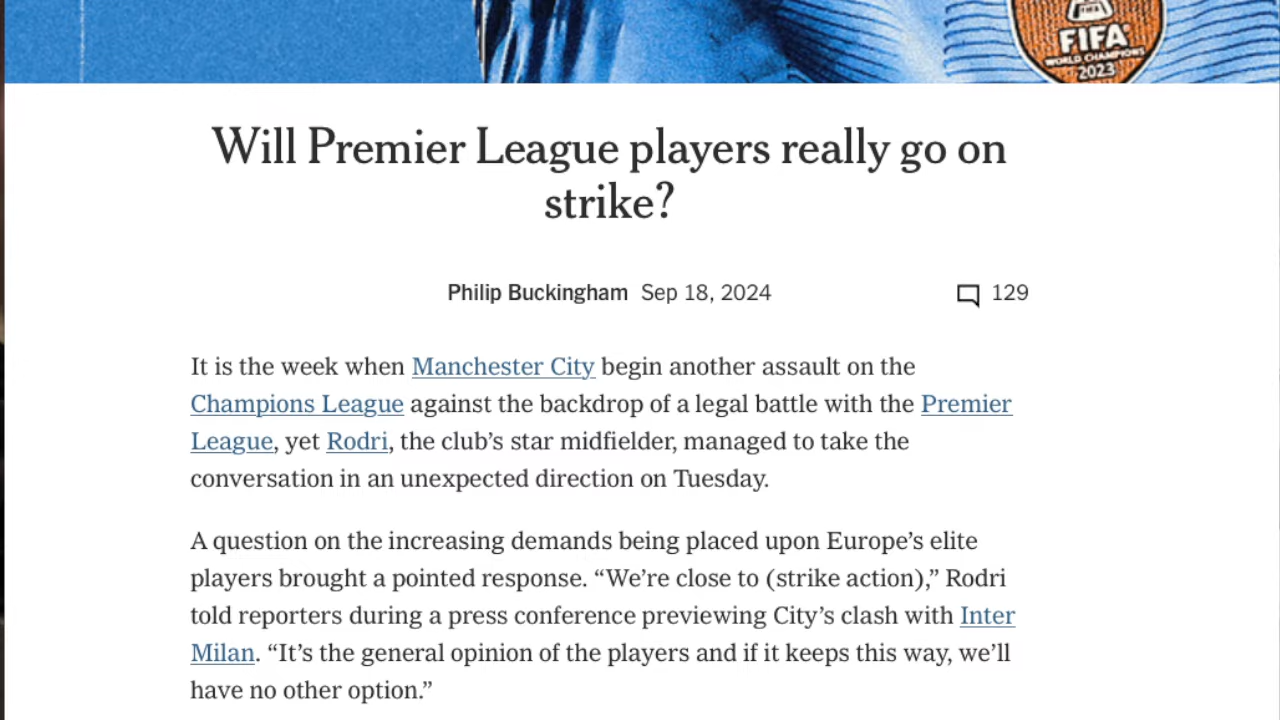 FIFA
WORLD CHAMPIONS
2023
Will Premier League players really go on
strike?
Philip Buckingham Sep 18, 2024
129
It is the week when Manchester City begin another assault on the
Champions League against the backdrop of a legal battle with the Premier
League, yet Rodri, the club’s star midfielder, managed to take the
conversation in an unexpected direction on Tuesday.
A question on the increasing demands being placed upon Europe’s elite
players brought a pointed response. “We’re close to (strike action),” Rodri
told reporters during a press conference previewing City’s clash with Inter
Milan. “It’s the general opinion of the players and if it keeps this way, we’ll
have no other option.”